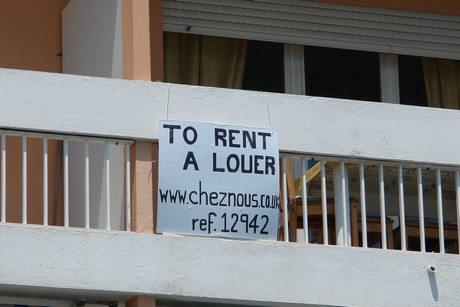 TO RENT
A LOUER
www.cheznous.co.uk
ref.12942